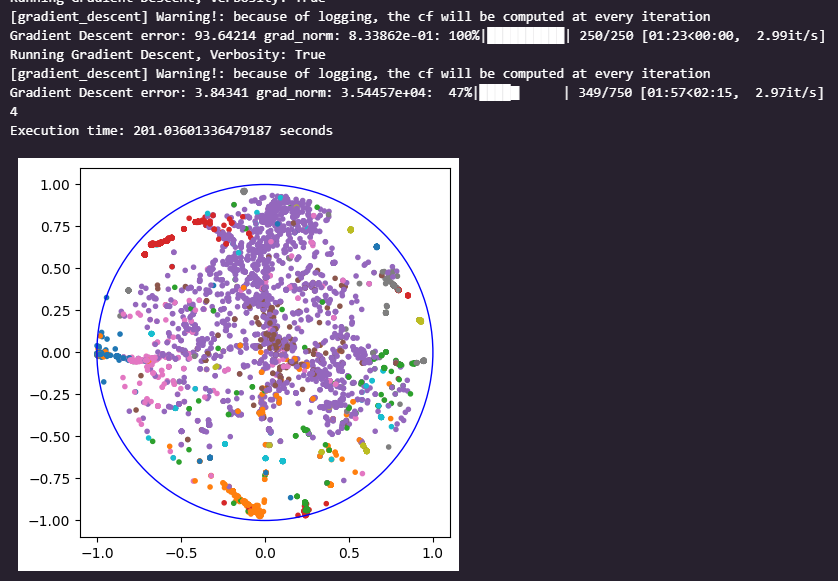 Running Gradient Descent, Verbosity: True
[gradient_descent] Warning!: because of logging, the cf will be computed at every iteration
Gradient Descent error: 93.64214 grad_norm: 8.33862e-01: 100%|██████████| 250/250 [01:23<00:00,  2.99it/s]
Running Gradient Descent, Verbosity: True
[gradient_descent] Warning!: because of logging, the cf will be computed at every iteration
Gradient Descent error: 3.84341 grad_norm: 3.54457e+04:  47%|████▋     | 349/750 [01:57<02:15,  2.97it/s]
4
Execution time: 201.03601336479187 seconds
1.00
0.75
0.50
0.25
0.00
−0.25
−0.50
−0.75
−1.00
−1.0 −0.5 0.0 0.5 1.0